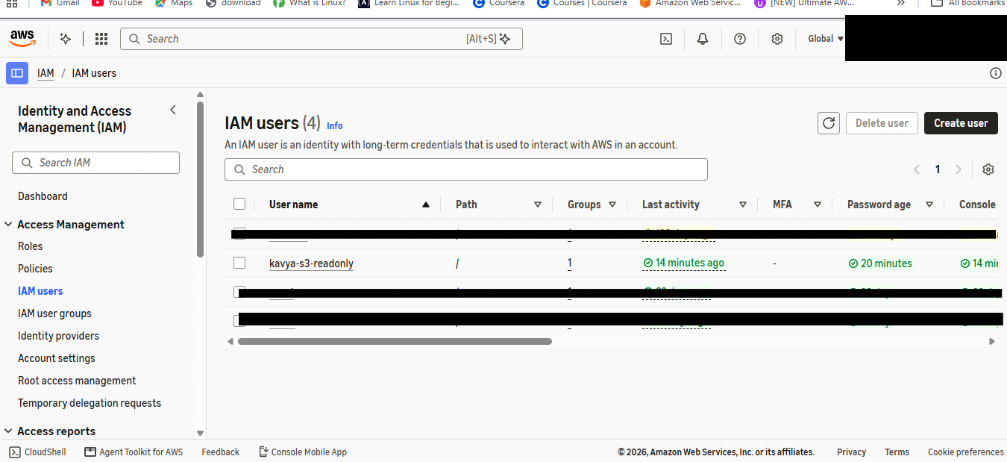 Gmail YouTube Maps download What is Linux? Learn Linux for Begi... Coursera Courses | Coursera Amazon Web Servic... [NEW] Ultimate AW... » All Bookmarks
aws Search [Alt+S] Global
IAM / IAM users
Identity and Access
Management (IAM)
Search IAM
Dashboard
Access Management
Roles
Policies
IAM users
IAM user groups
Identity providers
Account settings
Root access management
Temporary delegation requests
Access reports
IAM users (4) Info
Delete user
Create user
An IAM user is an identity with long-term credentials that is used to interact with AWS in an account.
Search
1
User name Path Groups Last activity MFA Password age Console
kavya-s3-readonly / 1 14 minutes ago - 20 minutes 14 min
CloudShell Agent Toolkit for AWS Feedback Console Mobile App © 2026, Amazon Web Services, Inc. or its affiliates. Privacy Terms Cookie preferences